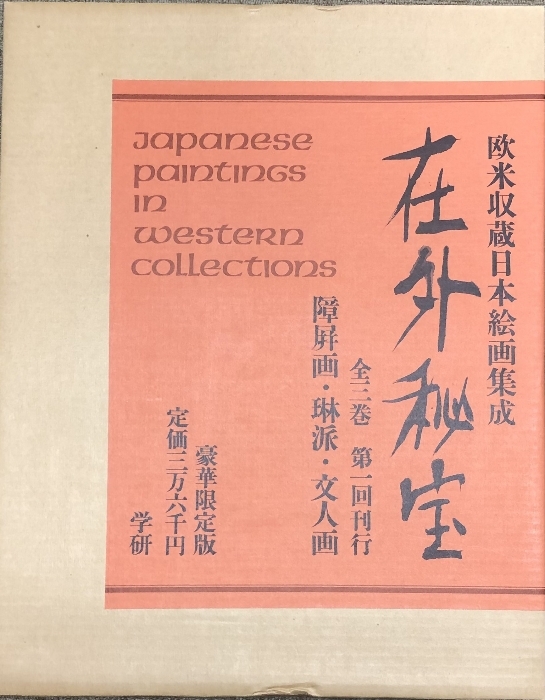 欧米収蔵日本絵画集成
在外秘宝
全三巻　第一回刊行
障屏画・琳派・文人画
Japanese
paintings
in
western
collections
豪華限定版
定価三万六千円
学研